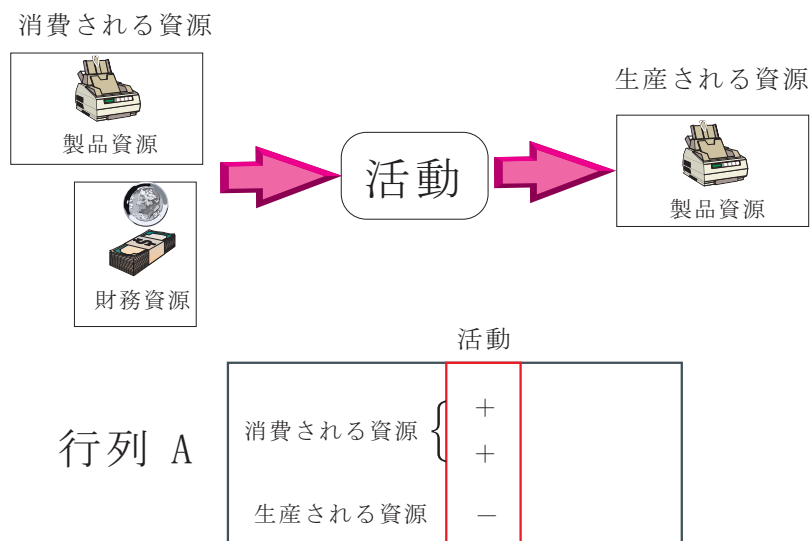 消費される資源
製品資源
財務資源
活動
生産される資源
製品資源
活動
行列 A
消費される資源 { +
+
生産される資源 −